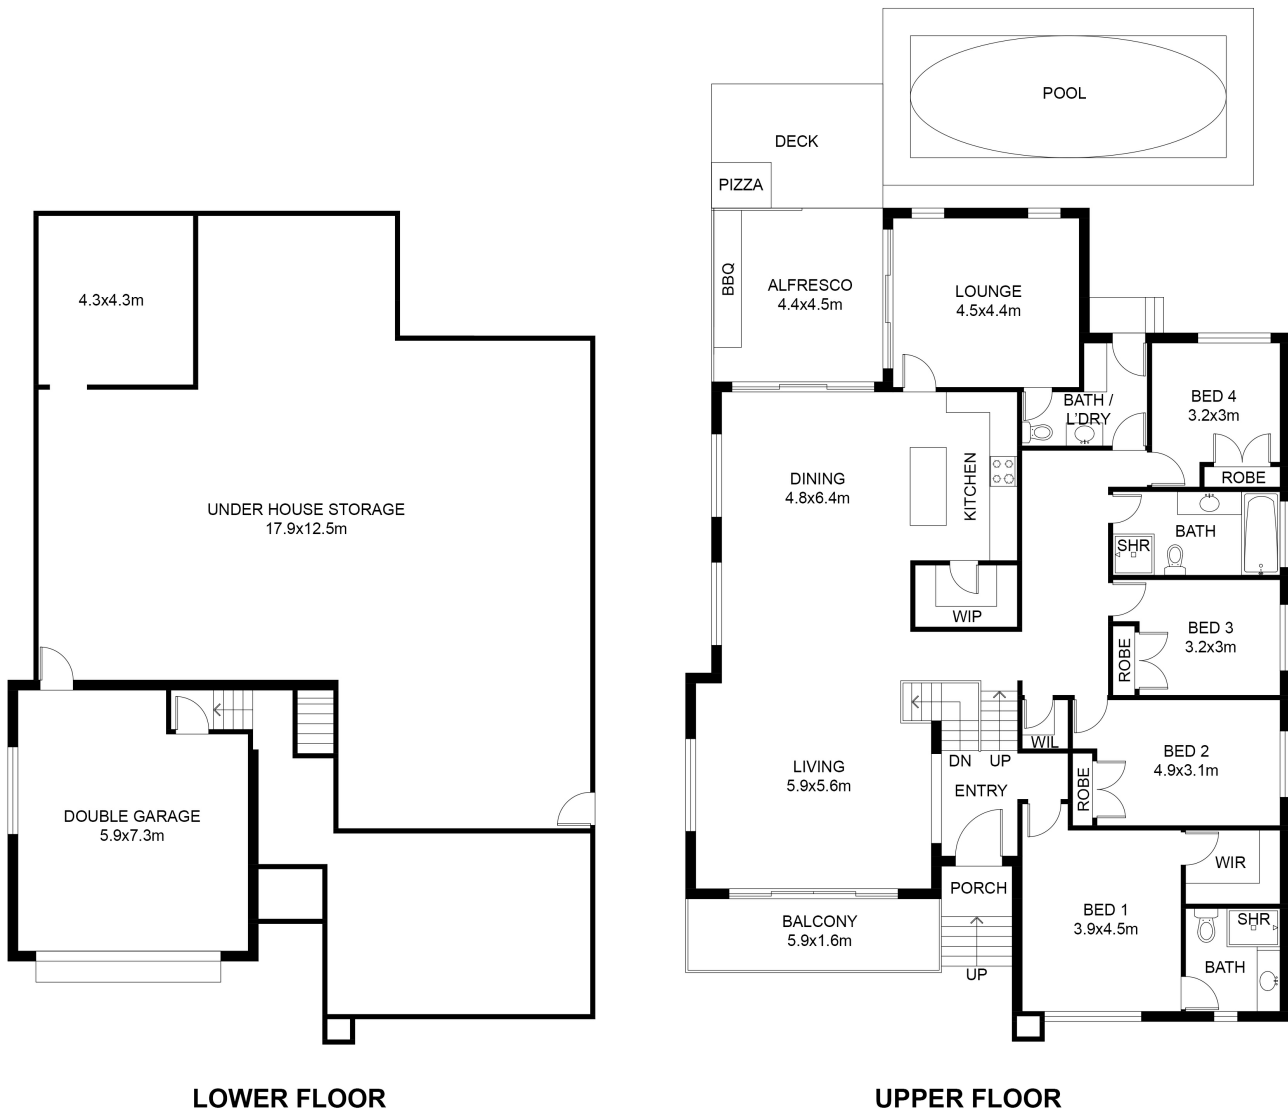 4.3x4.3m
UNDER HOUSE STORAGE
17.9x12.5m
DOUBLE GARAGE
5.9x7.3m
LOWER FLOOR
POOL
DECK
PIZZA
BBQ
ALFRESCO
4.4x4.5m
LOUNGE
4.5x4.4m
BATH /
L'DRY
BED 4
3.2x3m
ROBE
DINING
4.8x6.4m
KITCHEN
BATH
SHR
WIP
BED 3
3.2x3m
ROBE
WIL
BED 2
4.9x3.1m
ROBE
LIVING
5.9x5.6m
DN
UP
ENTRY
PORCH
UP
BALCONY
5.9x1.6m
BED 1
3.9x4.5m
WIR
SHR
BATH
UPPER FLOOR